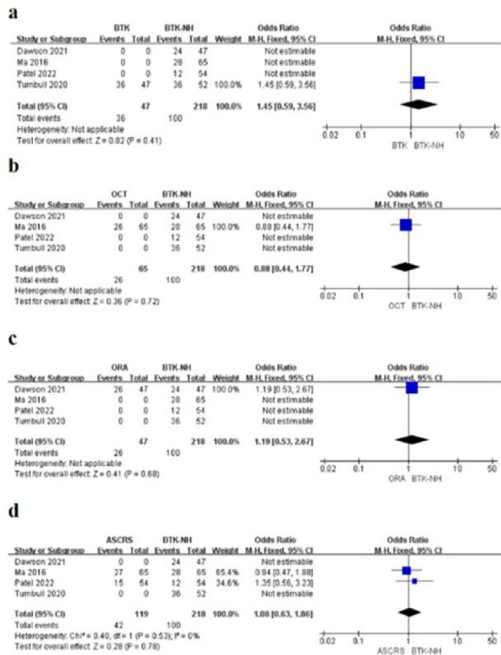 a
BTK BTK-NH Odds Ratio Odds Ratio
Study or Subgroup Events Total Events Total Weight M-H, Fixed, 95% CI M-H, Fixed, 95% CI
Dawson 2021 0 0 24 47 Not estimable
Ma 2016 0 0 28 65 Not estimable
Patel 2022 0 0 12 54 Not estimable
Turnbull 2020 36 47 36 52 100.0% 1.45 [0.59, 3.56]
Total (95% CI) 47 218 100.0% 1.45 [0.59, 3.56]
Total events 36 100
Heterogeneity: Not applicable
Test for overall effect: Z = 0.82 (P = 0.41)
0.02 0.1 1 10 50
BTK BTK-NH
b
OCT BTK-NH Odds Ratio Odds Ratio
Study or Subgroup Events Total Events Total Weight M-H, Fixed, 95% CI M-H, Fixed, 95% CI
Dawson 2021 0 0 24 47 Not estimable
Ma 2016 26 65 28 65 100.0% 0.88 [0.44, 1.77]
Patel 2022 0 0 12 54 Not estimable
Turnbull 2020 0 0 36 52 Not estimable
Total (95% CI) 65 218 100.0% 0.88 [0.44, 1.77]
Total events 26 100
Heterogeneity: Not applicable
Test for overall effect: Z = 0.36 (P = 0.72)
0.02 0.1 1 10 50
OCT BTK-NH
c
ORA BTK-NH Odds Ratio Odds Ratio
Study or Subgroup Events Total Events Total Weight M-H, Fixed, 95% CI M-H, Fixed, 95% CI
Dawson 2021 26 47 24 47 100.0% 1.19 [0.53, 2.67]
Ma 2016 0 0 28 65 Not estimable
Patel 2022 0 0 12 54 Not estimable
Turnbull 2020 0 0 36 52 Not estimable
Total (95% CI) 47 218 100.0% 1.19 [0.53, 2.67]
Total events 26 100
Heterogeneity: Not applicable
Test for overall effect: Z = 0.41 (P = 0.68)
0.02 0.1 1 10 50
ORA BTK-NH
d
ASCRS BTK-NH Odds Ratio Odds Ratio
Study or Subgroup Events Total Events Total Weight M-H, Fixed, 95% CI M-H, Fixed, 95% CI
Dawson 2021 0 0 24 47 Not estimable
Ma 2016 27 65 28 65 65.4% 0.94 [0.47, 1.88]
Patel 2022 15 54 12 54 34.6% 1.35 [0.56, 3.23]
Turnbull 2020 0 0 36 52 Not estimable
Total (95% CI) 119 218 100.0% 1.08 [0.63, 1.86]
Total events 42 100
Heterogeneity: Chi² = 0.40, df = 1 (P = 0.53); I² = 0%
Test for overall effect: Z = 0.28 (P = 0.78)
0.02 0.1 1 10 50
ASCRS BTK-NH